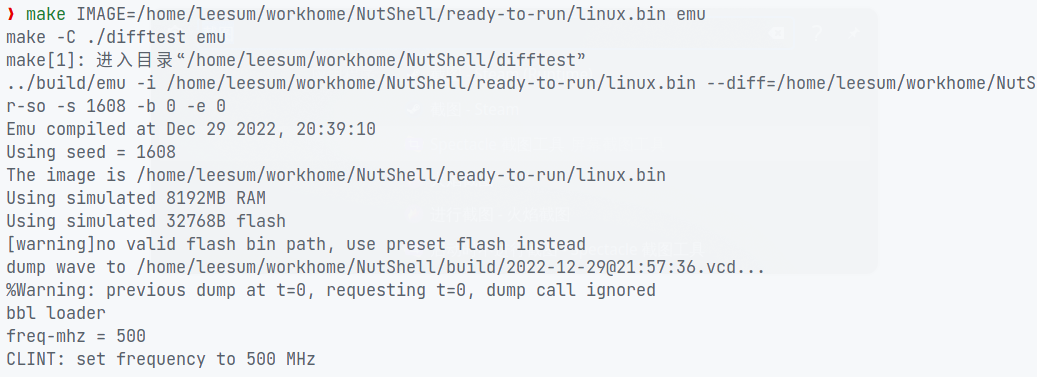 ❯ make IMAGE=/home/leesum/workhome/NutShell/ready-to-run/linux.bin emu
make -C ./difftest emu
make[1]: 进入目录“/home/leesum/workhome/NutShell/difftest”
../build/emu -i /home/leesum/workhome/NutShell/ready-to-run/linux.bin --diff=/home/leesum/workhome/NutS
r-so -s 1608 -b 0 -e 0
Emu compiled at Dec 29 2022, 20:39:10
Using seed = 1608
The image is /home/leesum/workhome/NutShell/ready-to-run/linux.bin
Using simulated 8192MB RAM
Using simulated 32768B flash
[warning]no valid flash bin path, use preset flash instead
dump wave to /home/leesum/workhome/NutShell/build/2022-12-29@21:57:36.vcd...
%Warning: previous dump at t=0, requesting t=0, dump call ignored
bbl loader
freq-mhz = 500
CLINT: set frequency to 500 MHz